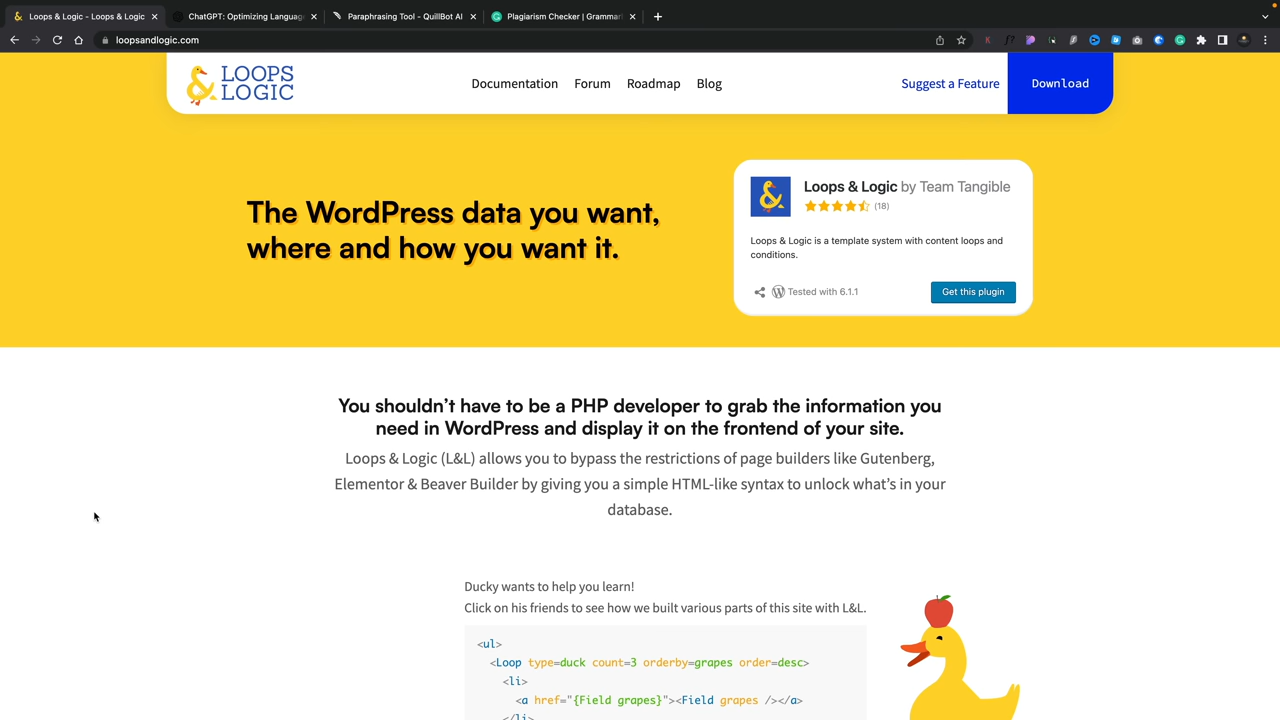 Loops & Logic - Loops & Logic
ChatGPT: Optimizing Languag
Paraphrasing Tool - QuillBot AI
Plagiarism Checker | Grammar
loopsandlogic.com
LOOPS
& LOGIC
Documentation
Forum
Roadmap
Blog
Suggest a Feature
Download
The WordPress data you want,
where and how you want it.
&
Loops & Logic by Team Tangible
(18)
Loops & Logic is a template system with content loops and
conditions.
Tested with 6.1.1
Get this plugin
You shouldn't have to be a PHP developer to grab the information you
need in WordPress and display it on the frontend of your site.
Loops & Logic (L&L) allows you to bypass the restrictions of page builders like Gutenberg,
Elementor & Beaver Builder by giving you a simple HTML-like syntax to unlock what's in your
database.
Ducky wants to help you learn!
Click on his friends to see how we built various parts of this site with L&L.
<ul>
<Loop type=duck count=3 orderby=grapes order=desc>
<li>
<a href="{Field grapes}"><Field grapes /></a>
</li>